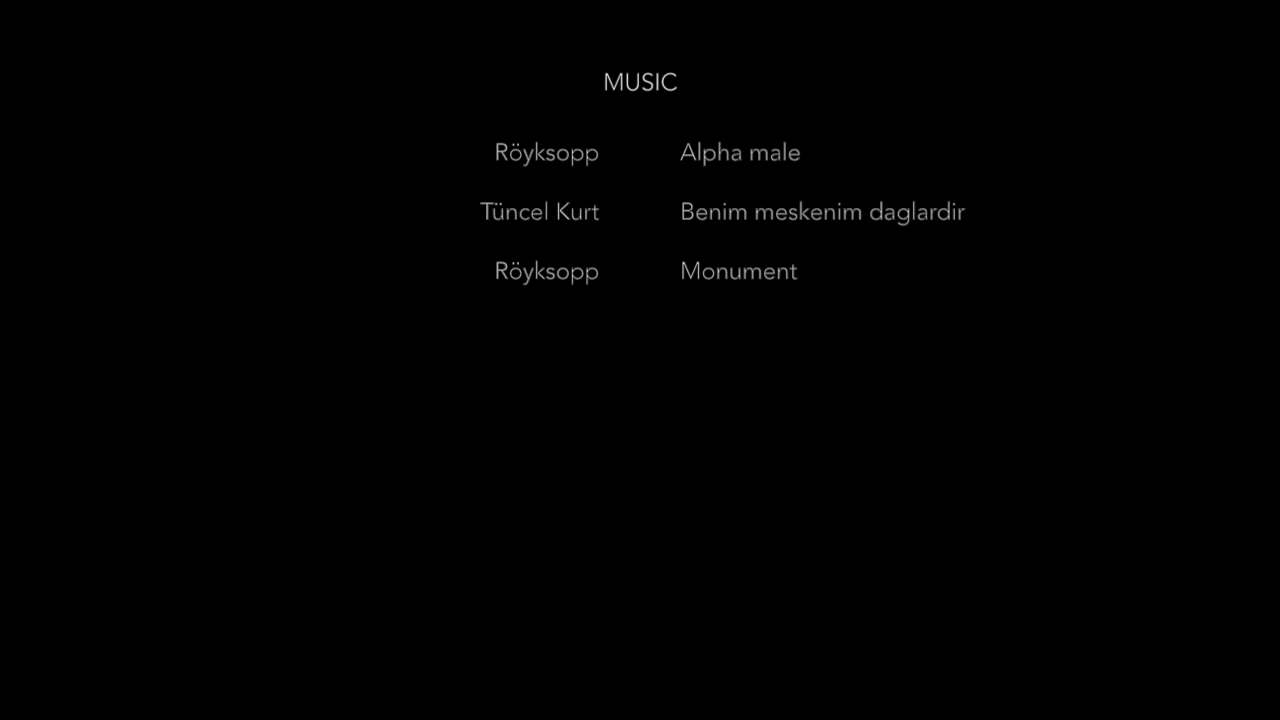 MUSIC
Röyksopp Alpha male
Tüncel Kurt Benim meskenim daglardir
Röyksopp Monument